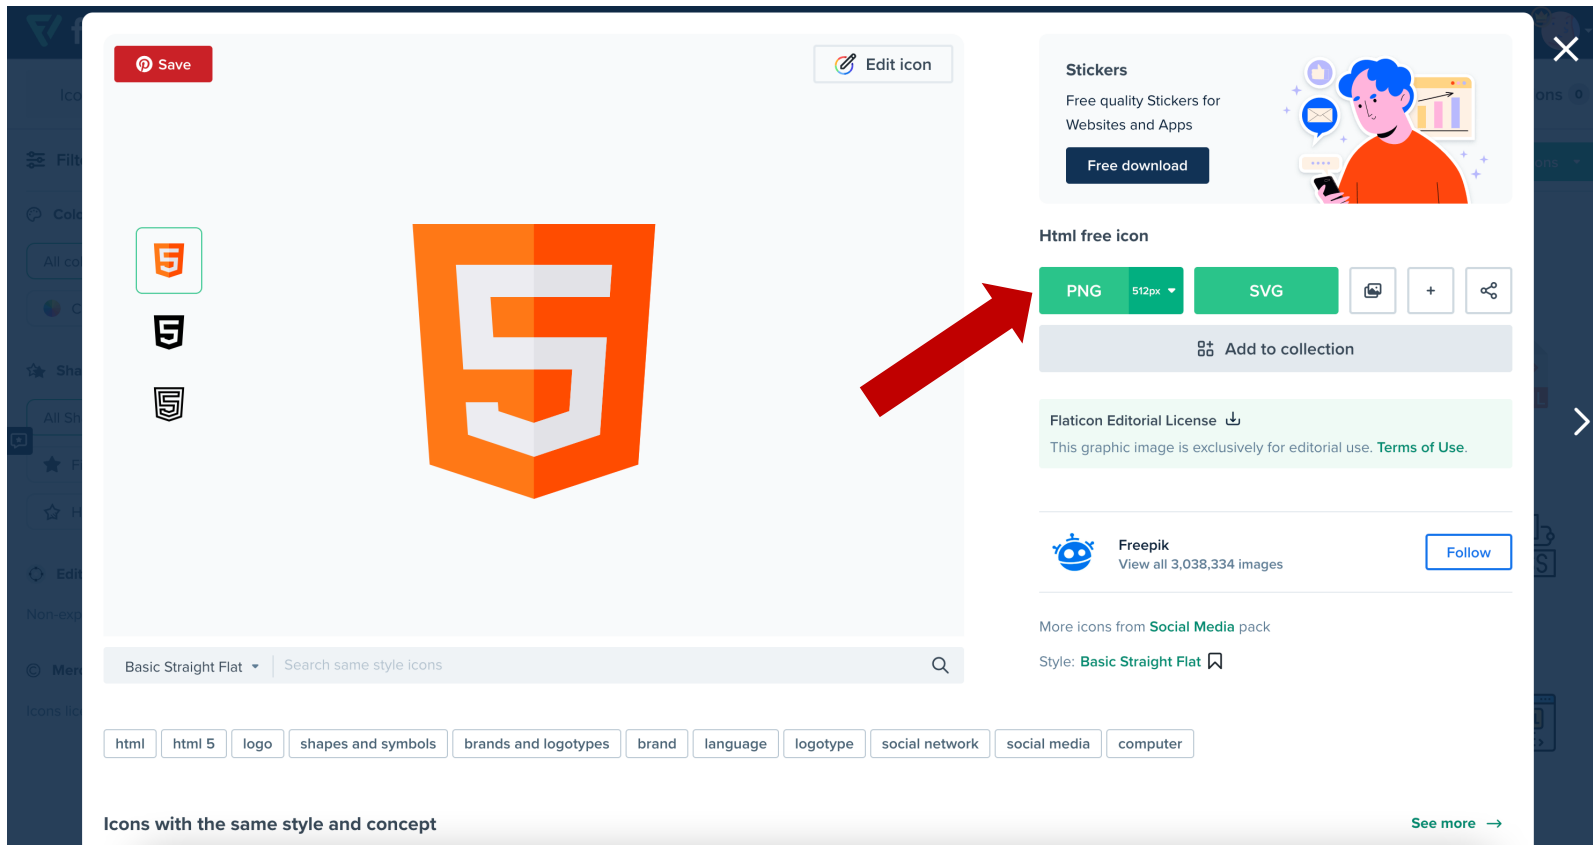 Save
Edit icon
Stickers
Free quality Stickers for
Websites and Apps
Free download
Html free icon
PNG
512px
SVG
+
Add to collection
Flaticon Editorial License
This graphic image is exclusively for editorial use. Terms of Use.
Freepik
View all 3,038,334 images
Follow
More icons from Social Media pack
Style: Basic Straight Flat
Basic Straight Flat
Search same style icons
html
html 5
logo
shapes and symbols
brands and logotypes
brand
language
logotype
social network
social media
computer
Icons with the same style and concept
See more →